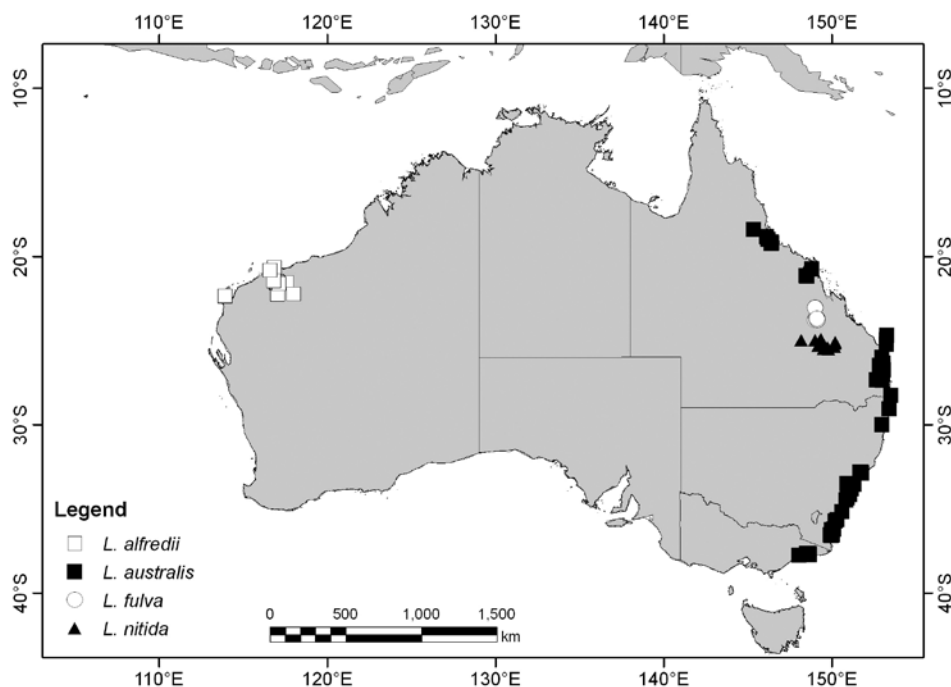 110°E 120°E 130°E 140°E 150°E
10°S 10°S
20°S 20°S
30°S 30°S
40°S 40°S
Legend
L. alfredii
L. australis
L. fulva
L. nitida
0 500 1,000 1,500
km
110°E 120°E 130°E 140°E 150°E